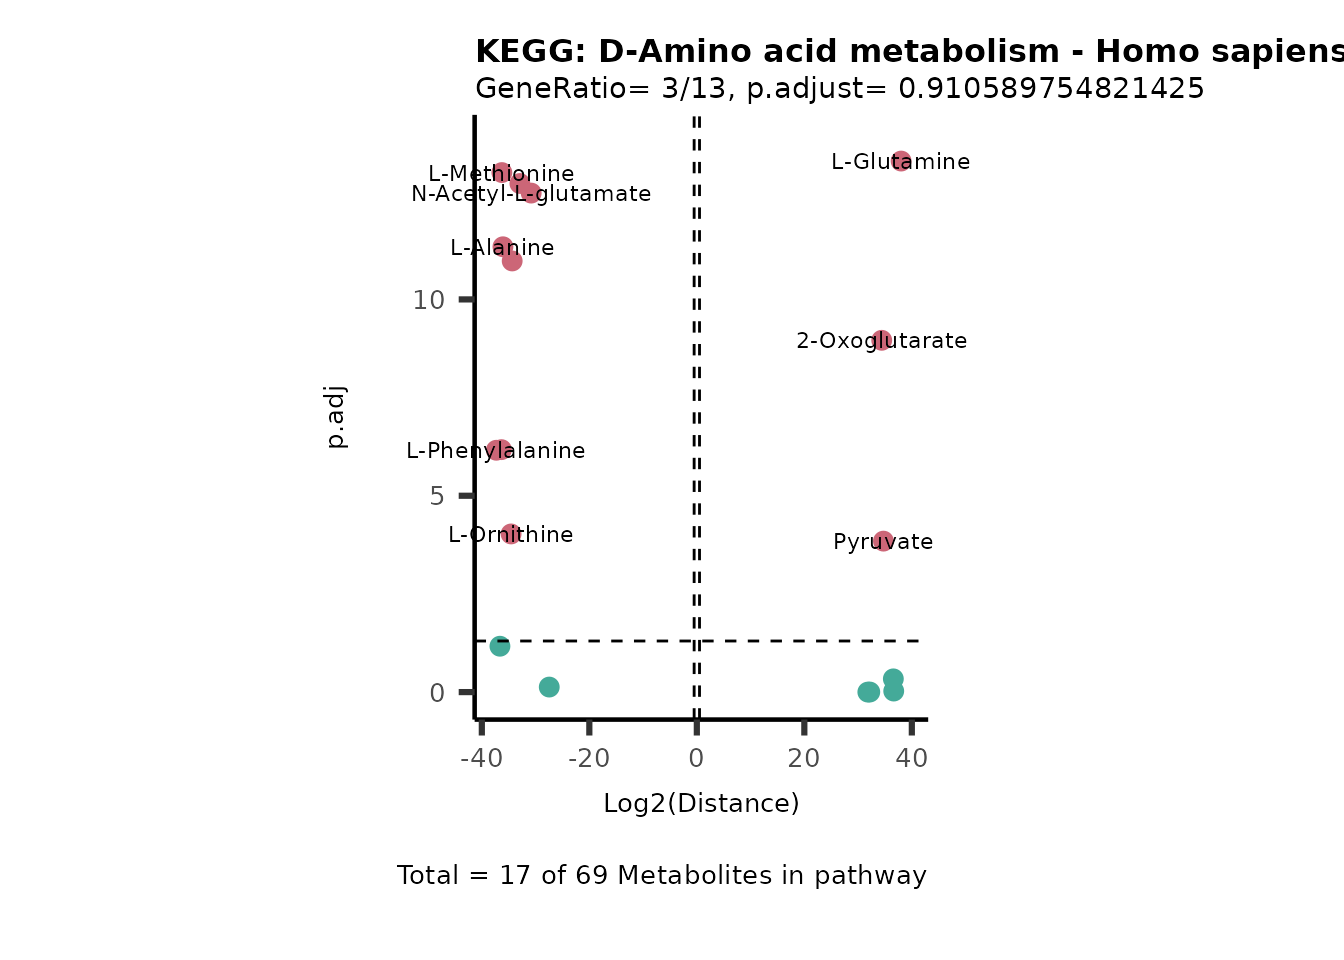 KEGG: D-Amino acid metabolism - Homo sapiens
GeneRatio= 3/13, p.adjust= 0.910589754821425
L-Glutamine
L-Methionine
N-Acetyl-L-glutamate
L-Alanine
10
2-Oxoglutarate
p.adj
L-Phenylalanine
5
L-Ornithine
Pyruvate
0
-40 -20 0 20 40
Log2(Distance)
Total = 17 of 69 Metabolites in pathway